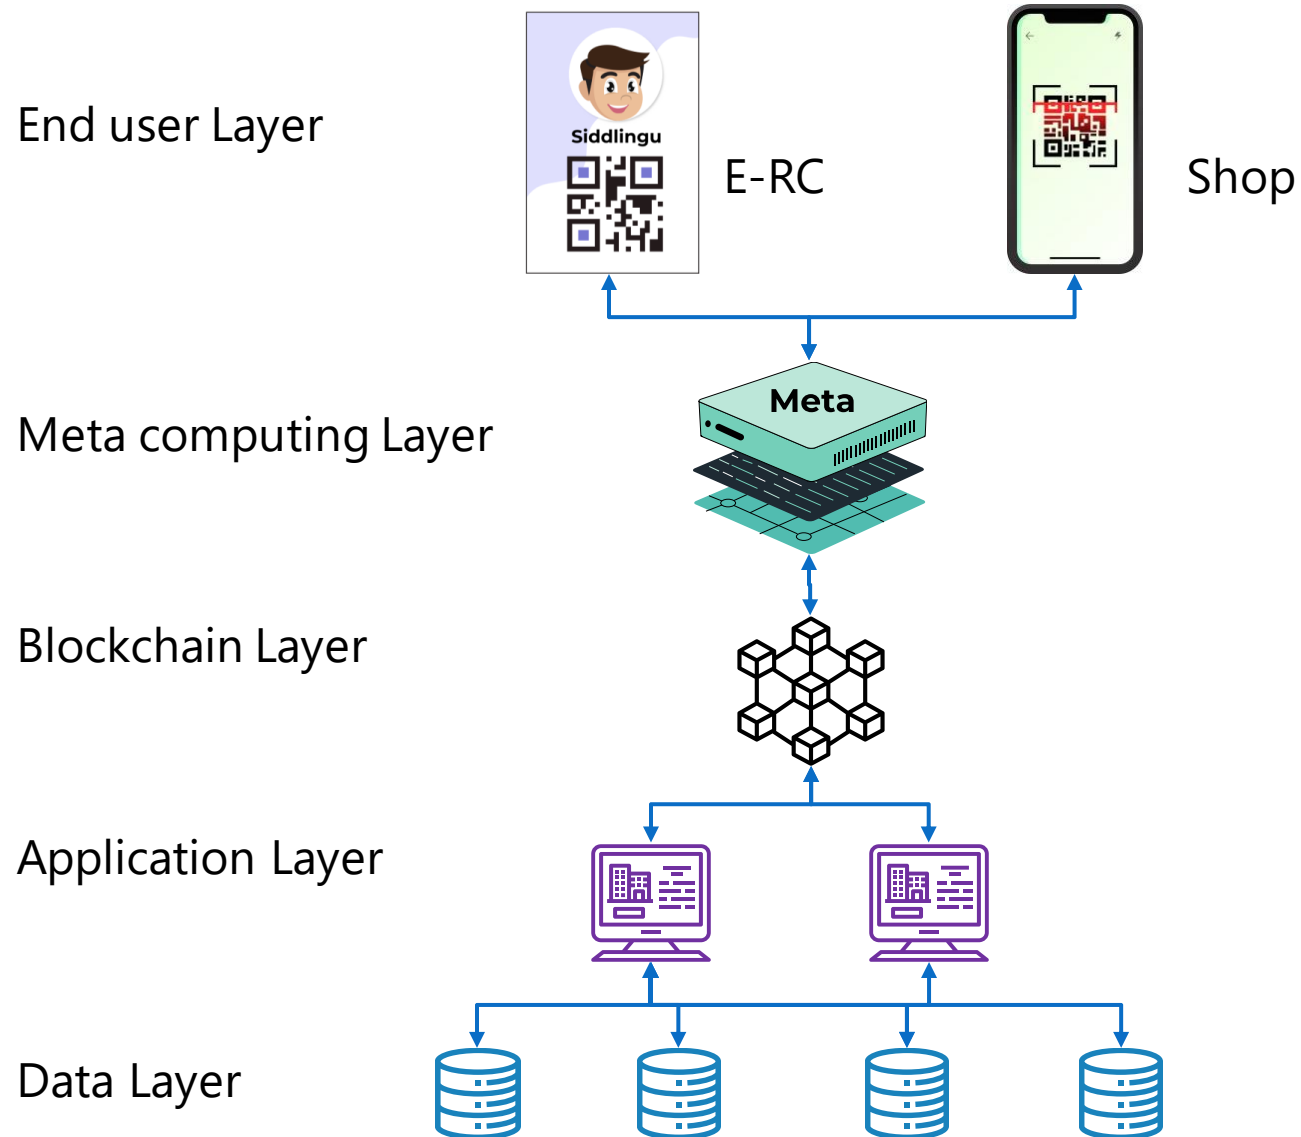 End user Layer
Siddlingu
E-RC
Shop
Meta computing Layer
Meta
Blockchain Layer
Application Layer
Data Layer